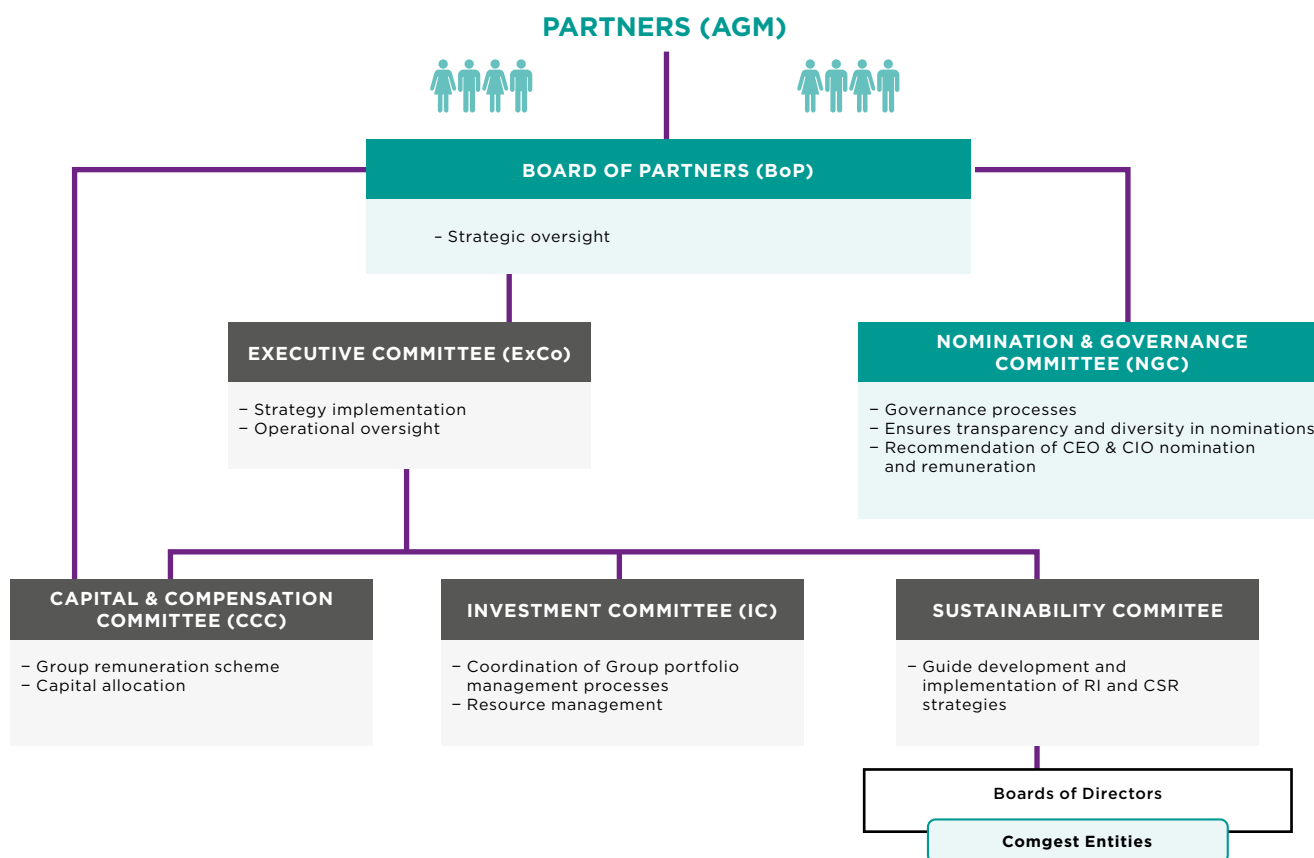 PARTNERS (AGM)
BOARD OF PARTNERS (BoP)
– Strategic oversight
EXECUTIVE COMMITTEE (ExCo)
– Strategy implementation
– Operational oversight
NOMINATION & GOVERNANCE
COMMITTEE (NGC)
– Governance processes
– Ensures transparency and diversity in nominations
– Recommendation of CEO & CIO nomination
and remuneration
CAPITAL & COMPENSATION
COMMITTEE (CCC)
– Group remuneration scheme
– Capital allocation
INVESTMENT COMMITTEE (IC)
– Coordination of Group portfolio
management processes
– Resource management
SUSTAINABILITY COMMITEE
– Guide development and
implementation of RI and CSR
strategies
Boards of Directors
Comgest Entities